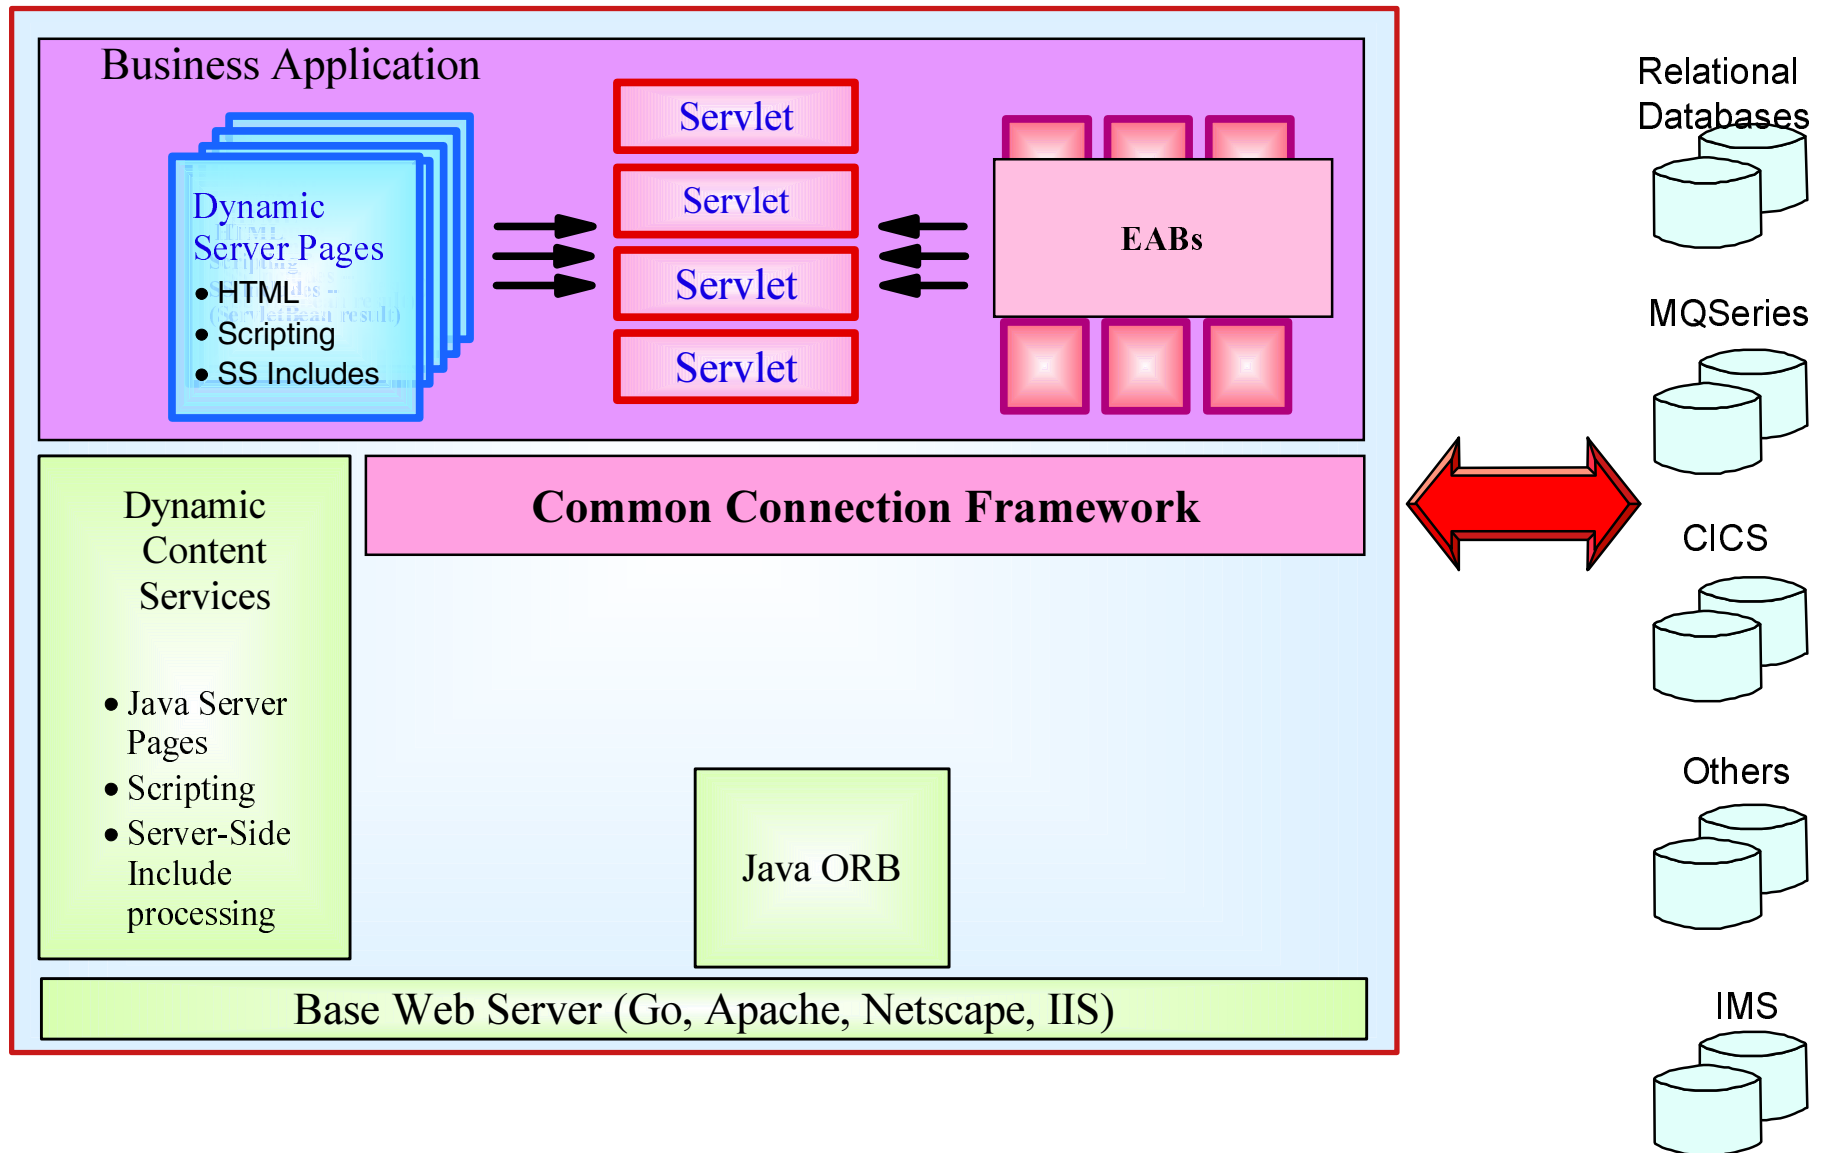 Business Application
Dynamic
Server Pages
• HTML
• Scripting
• SS Includes
Servlet
Servlet
Servlet
Servlet
EABs
Dynamic
Content
Services
• Java Server
Pages
• Scripting
• Server-Side
Include
processing
Common Connection Framework
Java ORB
Base Web Server (Go, Apache, Netscape, IIS)
Relational
Databases
MQSeries
CICS
Others
IMS